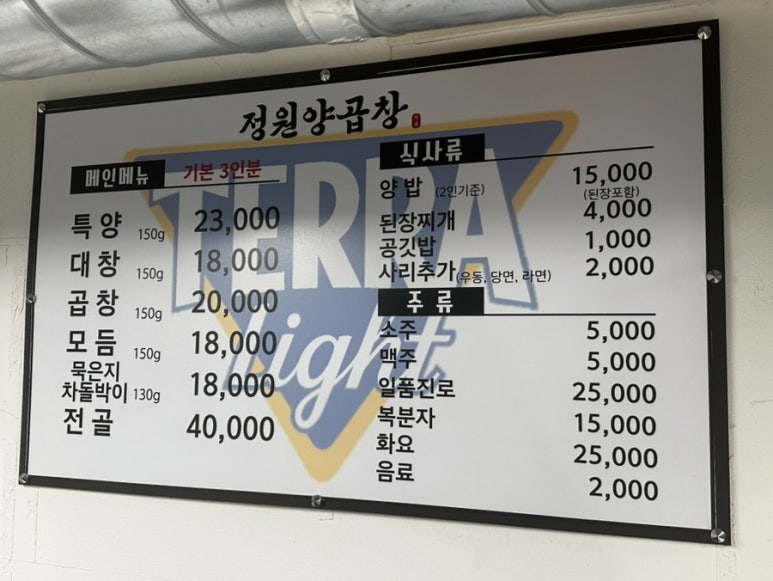 정원양곱창
메인메뉴 기본 3인분
특양 150g 23,000
대창 150g 18,000
곱창 150g 20,000
모듬 150g 18,000
묵은지
차돌박이 130g 18,000
전골 40,000
식사류
양밥 (2인기준) 15,000
(된장포함)
된장찌개 4,000
공깃밥 1,000
사리추가(우동, 당면, 라면) 2,000
주류
소주 5,000
맥주 5,000
일품진로 25,000
복분자 15,000
화요 25,000
음료 2,000
TERRA
light